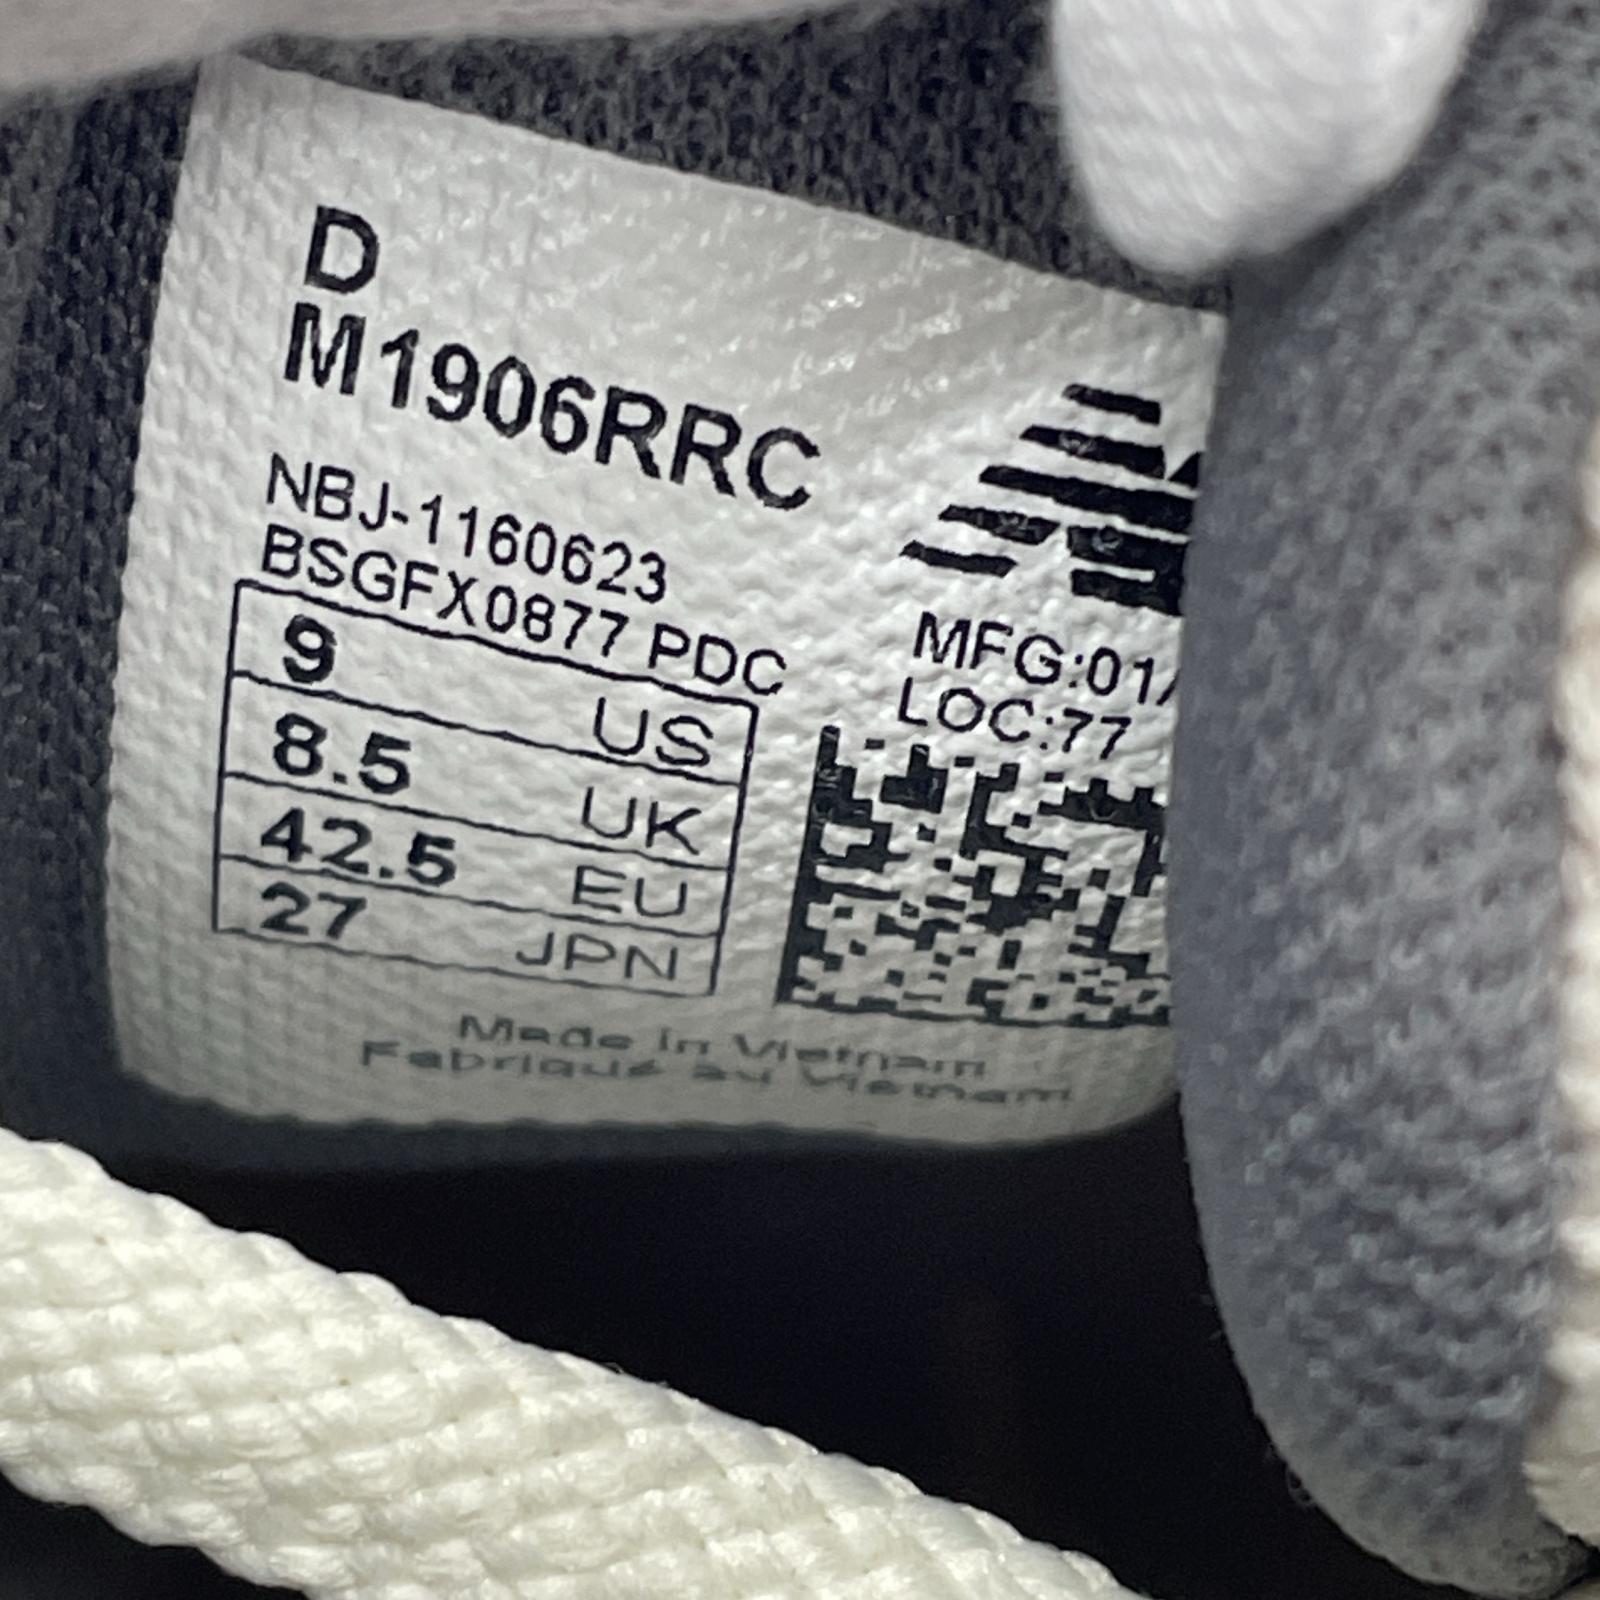 D
M1906RRC
NBJ-1160623
BSGFX0877 PDC
9 US
8.5 UK
42.5 EU
27 JPN
MFG:01/
LOC:77
Made in Vietnam
Fabriqué au Vietnam